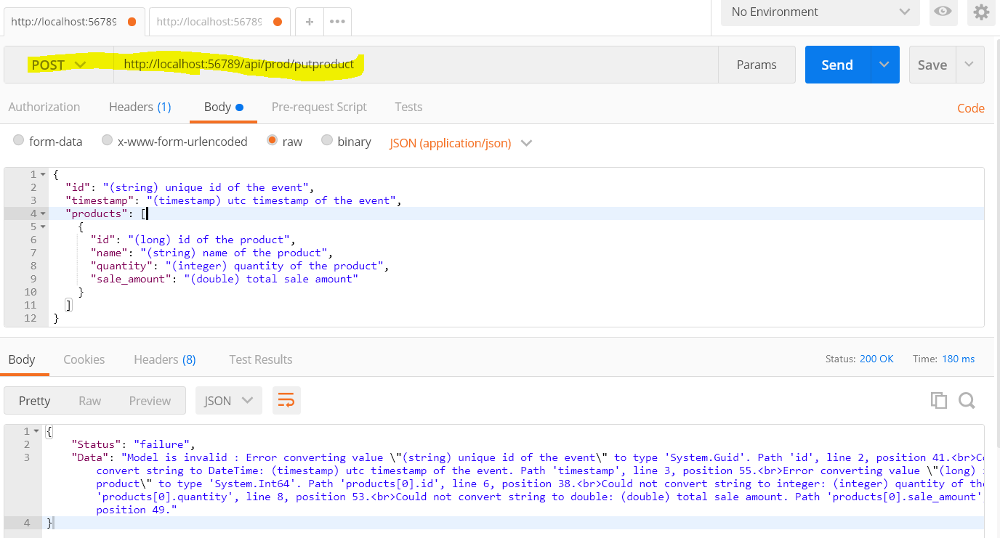 http://localhost:56789 http://localhost:56789 + ••• No Environment
POST http://localhost:56789/api/prod/putproduct Params Send Save
Authorization Headers (1) Body Pre-request Script Tests Code
form-data x-www-form-urlencoded raw binary JSON (application/json)
1 {
2 "id": "(string) unique id of the event",
3 "timestamp": "(timestamp) utc timestamp of the event",
4 "products": [
5 {
6 "id": "(long) id of the product",
7 "name": "(string) name of the product",
8 "quantity": "(integer) quantity of the product",
9 "sale_amount": "(double) total sale amount"
10 }
11 ]
12 }
Body Cookies Headers (8) Test Results Status: 200 OK Time: 180 ms
Pretty Raw Preview JSON
1 {
2 "Status": "failure",
3 "Data": "Model is invalid : Error converting value \"(string) unique id of the event\" to type 'System.Guid'. Path 'id', line 2, position 41.<br>
convert string to DateTime: (timestamp) utc timestamp of the event. Path 'timestamp', line 3, position 55.<br>Error converting value \"(long)
product\" to type 'System.Int64'. Path 'products[0].id', line 6, position 38.<br>Could not convert string to integer: (integer) quantity of
'products[0].quantity', line 8, position 53.<br>Could not convert string to double: (double) total sale amount. Path 'products[0].sale_amount'
position 49."
4 }